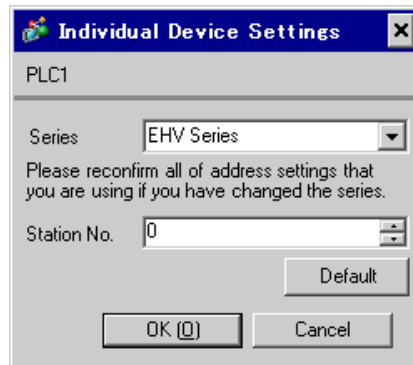 Individual Device Settings
PLC1
Series EHV Series
Please reconfirm all of address settings that
you are using if you have changed the series.
Station No. 0
Default
OK (O) Cancel